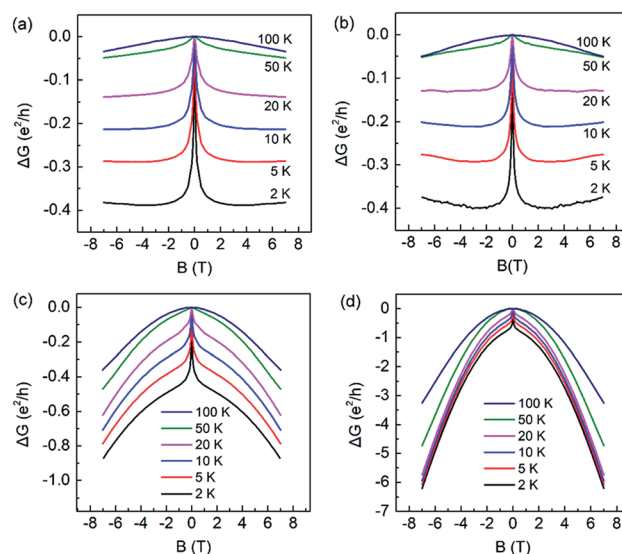 (a)
0.0
-0.1
-0.2
-0.3
-0.4
ΔG (e²/h)
100 K
50 K
20 K
10 K
5 K
2 K
-8 -6 -4 -2 0 2 4 6 8
B (T)
(b)
0.0
-0.1
-0.2
-0.3
-0.4
ΔG (e²/h)
100 K
50 K
20 K
10 K
5 K
2 K
-8 -6 -4 -2 0 2 4 6 8
B(T)
(c)
0.0
-0.2
-0.4
-0.6
-0.8
-1.0
ΔG (e²/h)
100 K
50 K
20 K
10 K
5 K
2 K
-8 -6 -4 -2 0 2 4 6 8
B (T)
(d)
0
-1
-2
-3
-4
-5
-6
-7
ΔG (e²/h)
100 K
50 K
20 K
10 K
5 K
2 K
-8 -6 -4 -2 0 2 4 6 8
B (T)